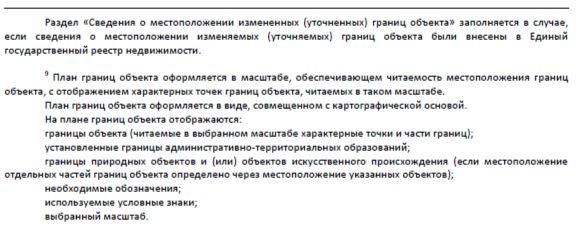 Раздел «Сведения о местоположении измененных (уточненных) границ объекта» заполняется в случае,
если сведения о местоположении изменяемых (уточняемых) границ объекта были внесены в Единый
государственный реестр недвижимости.
9 План границ объекта оформляется в масштабе, обеспечивающем читаемость местоположения границ
объекта, с отображением характерных точек границ объекта, читаемых в таком масштабе.
План границ объекта оформляется в виде, совмещенном с картографической основой.
На плане границ объекта отображаются:
границы объекта (читаемые в выбранном масштабе характерные точки и части границ);
установленные границы административно-территориальных образований;
границы природных объектов и (или) объектов искусственного происхождения (если местоположение
отдельных частей границ объекта определено через местоположение указанных объектов);
необходимые обозначения;
используемые условные знаки;
выбранный масштаб.